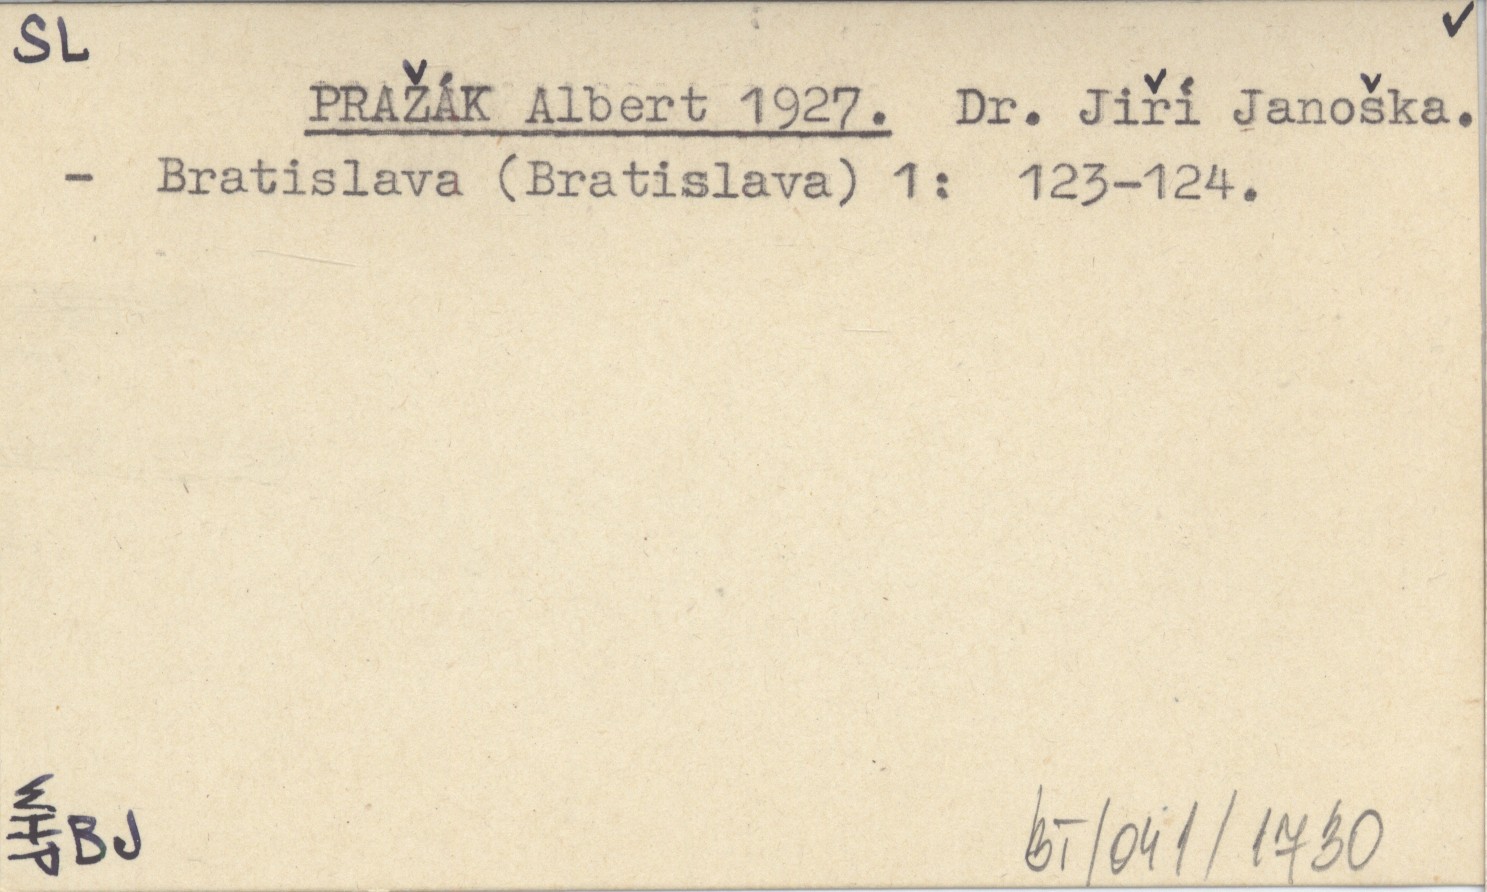 SL ✓
PRAŽÁK Albert 1927. Dr. Jiří Janoška.
- Bratislava (Bratislava) 1: 123-124.
BJ
BT/041/1730